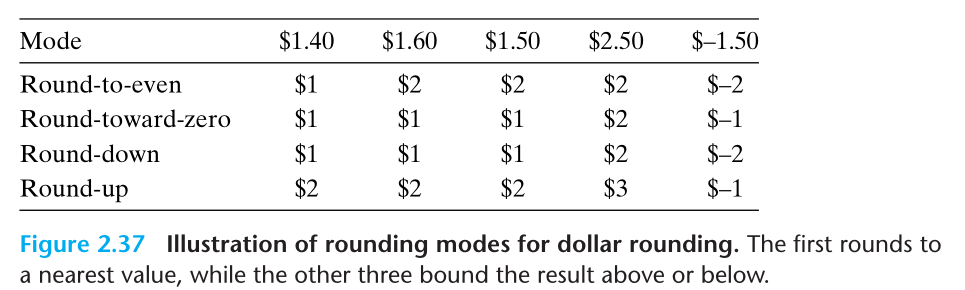 Mode $1.40 $1.60 $1.50 $2.50 $–1.50
Round-to-even $1 $2 $2 $2 $–2
Round-toward-zero $1 $1 $1 $2 $–1
Round-down $1 $1 $1 $2 $–2
Round-up $2 $2 $2 $3 $–1
Figure 2.37 Illustration of rounding modes for dollar rounding. The first rounds to
a nearest value, while the other three bound the result above or below.